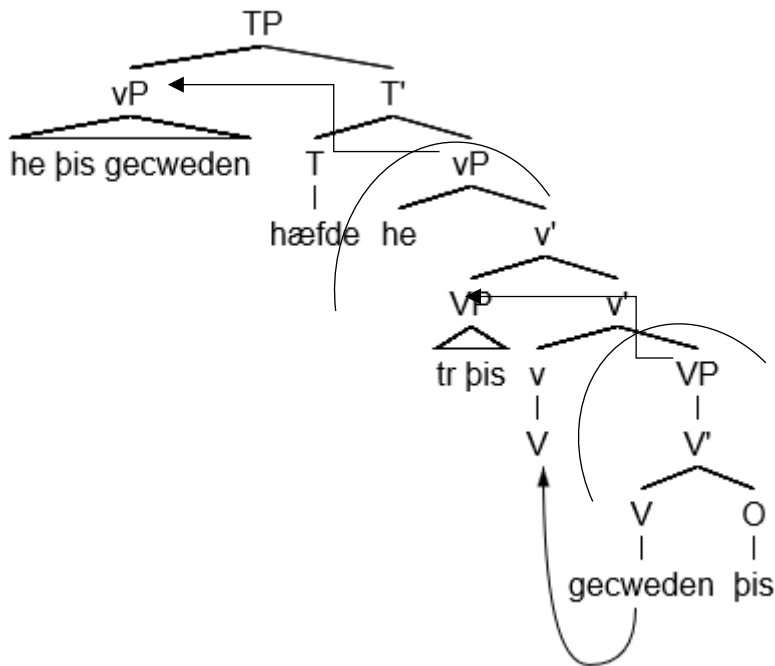 TP
vP T'
he þis gecweden T vP
hæfde he v'
VP v'
tr þis v VP
V V'
V O
gecweden þis